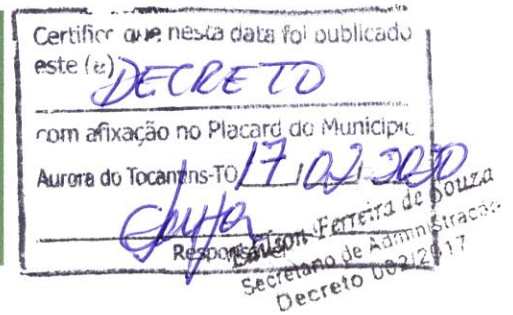 Certifico que nesta data foi publicado
este (e) DECRETO
com afixação no Placard do Município
Aurora do Tocantins-TO 17/02/2020
Ferreira de Souza
Secretário de Administração
Decreto 002/2017